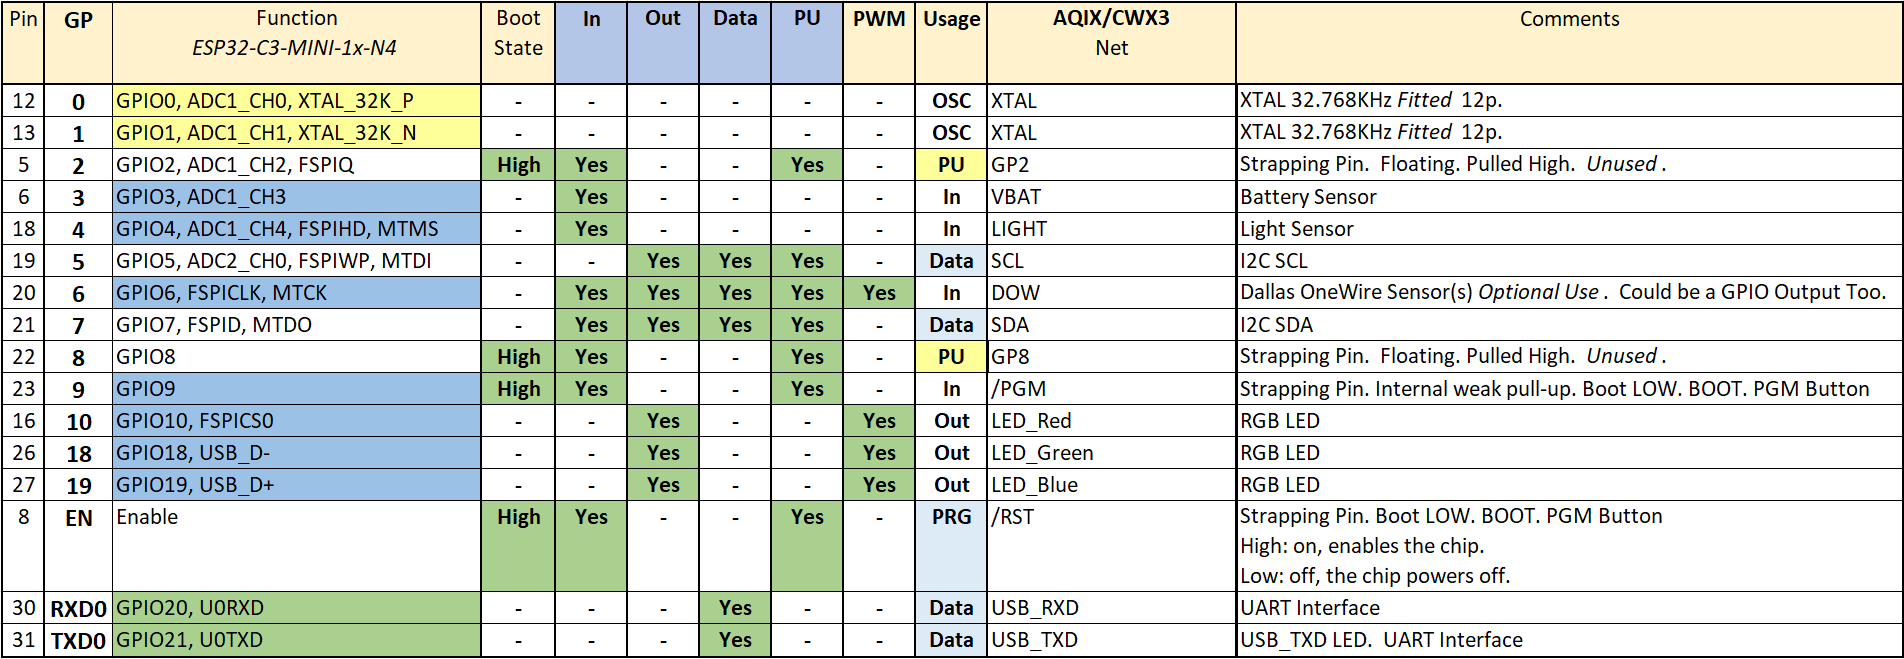 Pin GP Function Boot In Out Data PU PWM Usage AQIX/CWX3 Comments
ESP32-C3-MINI-1x-N4 State Net
12 0 GPIO0, ADC1_CH0, XTAL_32K_P - - - - - - OSC XTAL XTAL 32.768KHz Fitted 12p.
13 1 GPIO1, ADC1_CH1, XTAL_32K_N - - - - - - OSC XTAL XTAL 32.768KHz Fitted 12p.
5 2 GPIO2, ADC1_CH2, FSPIQ High Yes - - Yes - PU GP2 Strapping Pin. Floating. Pulled High. Unused.
6 3 GPIO3, ADC1_CH3 - Yes - - - - In VBAT Battery Sensor
18 4 GPIO4, ADC1_CH4, FSPIHD, MTMS - Yes - - - - In LIGHT Light Sensor
19 5 GPIO5, ADC2_CH0, FSPIWP, MTDI - - Yes Yes Yes - Data SCL I2C SCL
20 6 GPIO6, FSPICLK, MTCK - Yes Yes Yes Yes Yes In DOW Dallas OneWire Sensor(s) Optional Use. Could be a GPIO Output Too.
21 7 GPIO7, FSPID, MTDO - Yes Yes Yes Yes - Data SDA I2C SDA
22 8 GPIO8 High Yes - - Yes - PU GP8 Strapping Pin. Floating. Pulled High. Unused.
23 9 GPIO9 High Yes - - Yes - In /PGM Strapping Pin. Internal weak pull-up. Boot LOW. BOOT. PGM Button
16 10 GPIO10, FSPICS0 - - Yes - - Yes Out LED_Red RGB LED
26 18 GPIO18, USB_D- - - Yes - - Yes Out LED_Green RGB LED
27 19 GPIO19, USB_D+ - - Yes - - Yes Out LED_Blue RGB LED
8 EN Enable High Yes - - Yes - PRG /RST Strapping Pin. Boot LOW. BOOT. PGM Button
High: on, enables the chip.
Low: off, the chip powers off.
30 RXD0 GPIO20, U0RXD - - - Yes - - Data USB_RXD UART Interface
31 TXD0 GPIO21, U0TXD - - - Yes - - Data USB_TXD USB_TXD LED. UART Interface